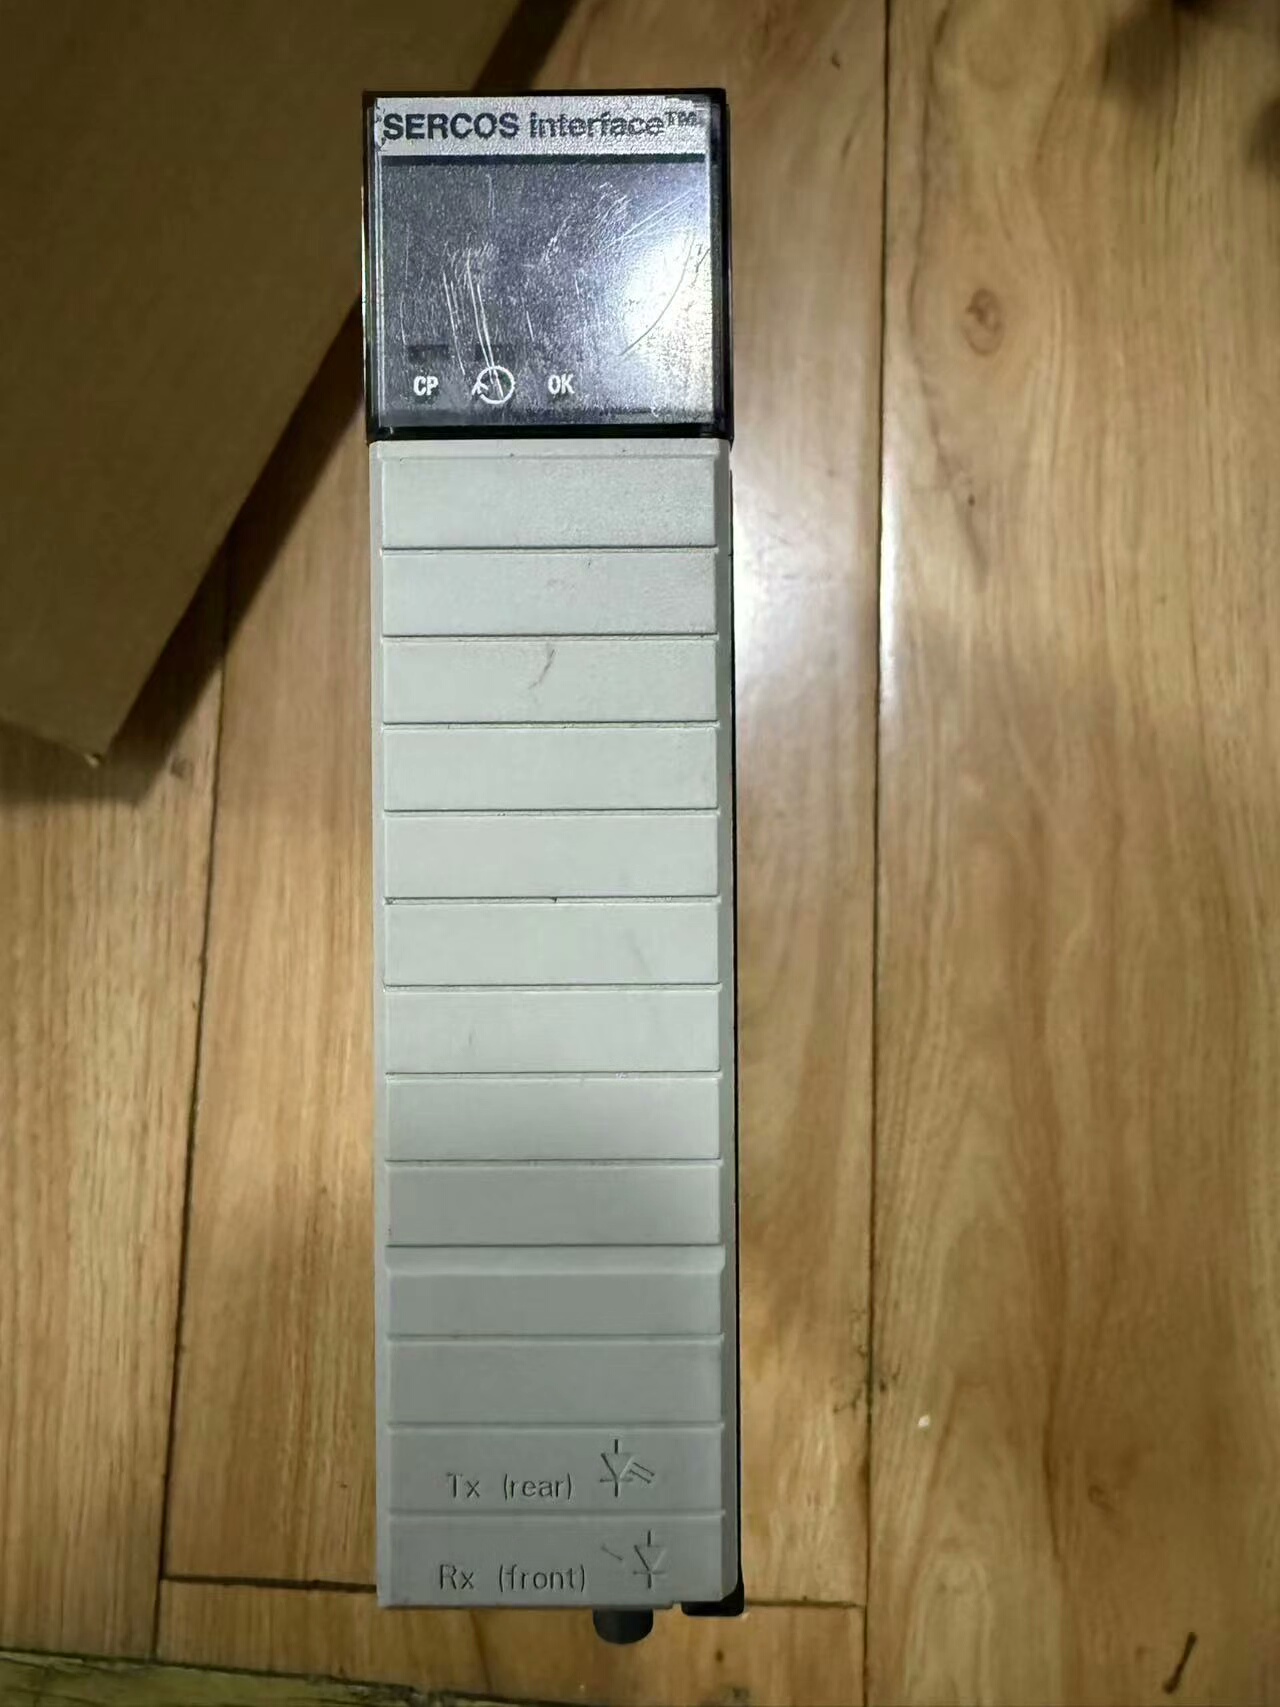 SERCOS interface™
CP OK
Tx (rear)
Rx (front)